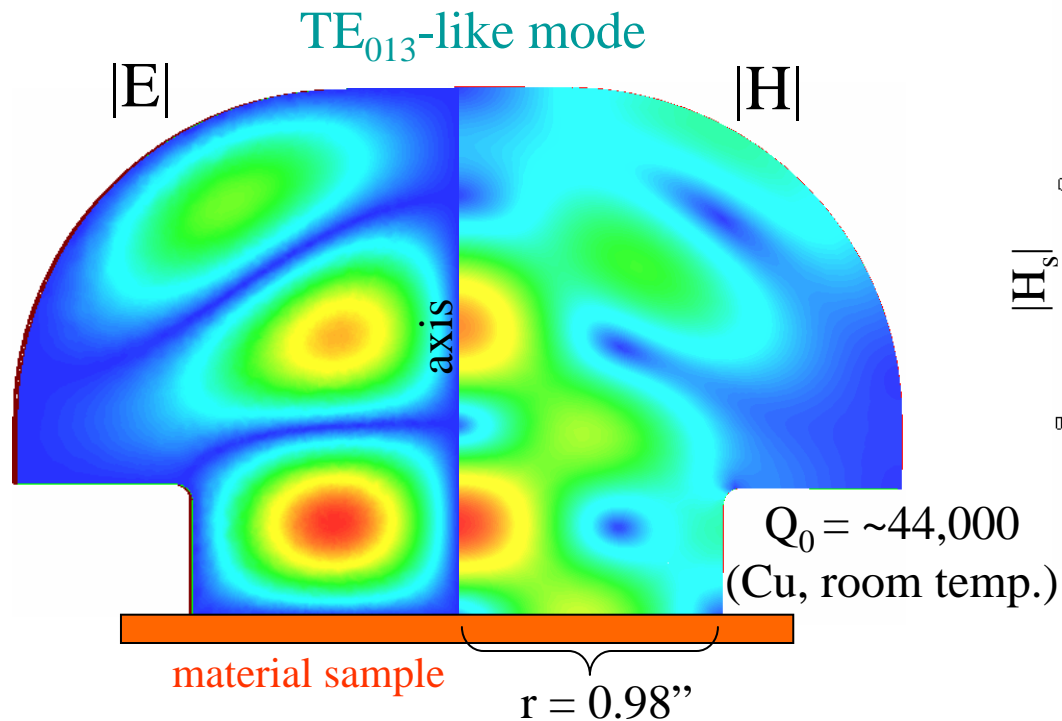 TE₀₁₃-like mode
|E|
|H|
axis
|Hₛ|
Q₀ = ~44,000
(Cu, room temp.)
material sample
r = 0.98”